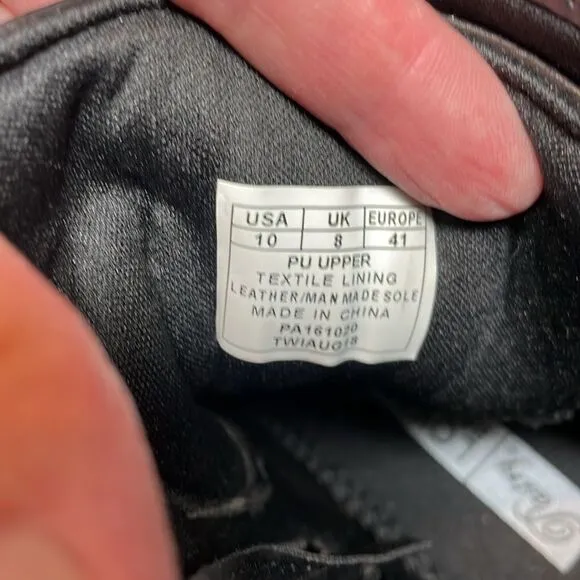 USA UK EUROPE
10 8 41
PU UPPER
TEXTILE LINING
LEATHER/MAN MADE SOLE
MADE IN CHINA
PA161020
TWIAUG18